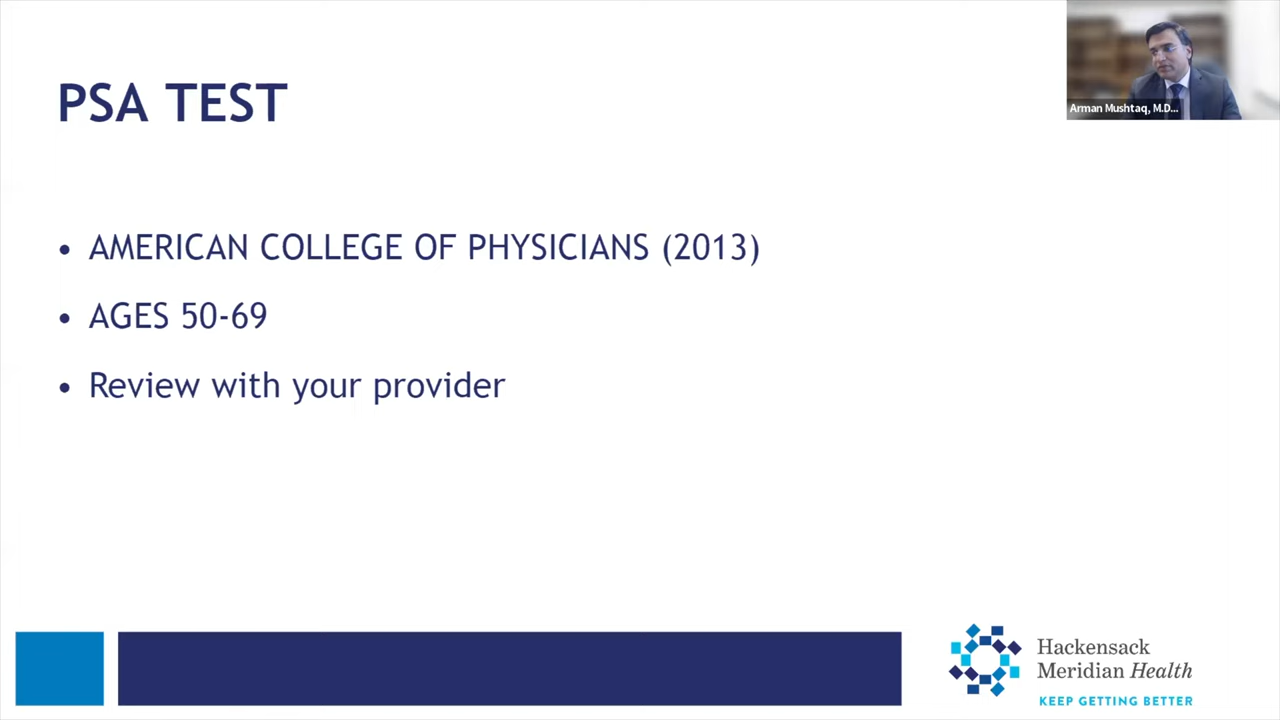 PSA TEST
Arman Mushtaq, M.D...
• AMERICAN COLLEGE OF PHYSICIANS (2013)
• AGES 50-69
• Review with your provider
Hackensack
Meridian Health
KEEP GETTING BETTER